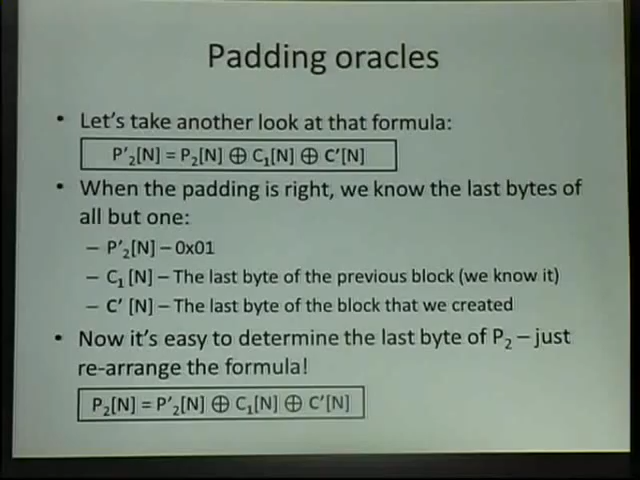 Padding oracles
• Let's take another look at that formula:
P'₂[N] = P₂[N] ⊕ C₁[N] ⊕ C'[N]
• When the padding is right, we know the last bytes of
all but one:
– P'₂[N] – 0x01
– C₁ [N] – The last byte of the previous block (we know it)
– C' [N] – The last byte of the block that we created
• Now it's easy to determine the last byte of P₂ – just
re-arrange the formula!
P₂[N] = P'₂[N] ⊕ C₁[N] ⊕ C'[N]